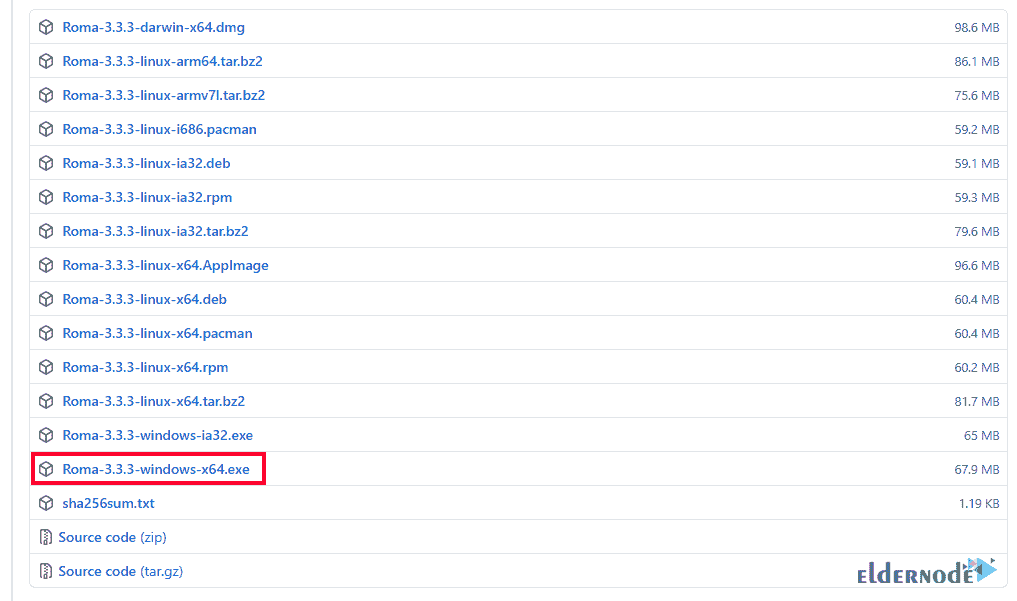 Roma-3.3.3-darwin-x64.dmg 98.6 MB
Roma-3.3.3-linux-arm64.tar.bz2 86.1 MB
Roma-3.3.3-linux-armv7l.tar.bz2 75.6 MB
Roma-3.3.3-linux-i686.pacman 59.2 MB
Roma-3.3.3-linux-ia32.deb 59.1 MB
Roma-3.3.3-linux-ia32.rpm 59.3 MB
Roma-3.3.3-linux-ia32.tar.bz2 79.6 MB
Roma-3.3.3-linux-x64.AppImage 96.6 MB
Roma-3.3.3-linux-x64.deb 60.4 MB
Roma-3.3.3-linux-x64.pacman 60.4 MB
Roma-3.3.3-linux-x64.rpm 60.2 MB
Roma-3.3.3-linux-x64.tar.bz2 81.7 MB
Roma-3.3.3-windows-ia32.exe 65 MB
Roma-3.3.3-windows-x64.exe 67.9 MB
sha256sum.txt 1.19 KB
Source code (zip)
Source code (tar.gz)
eldernode